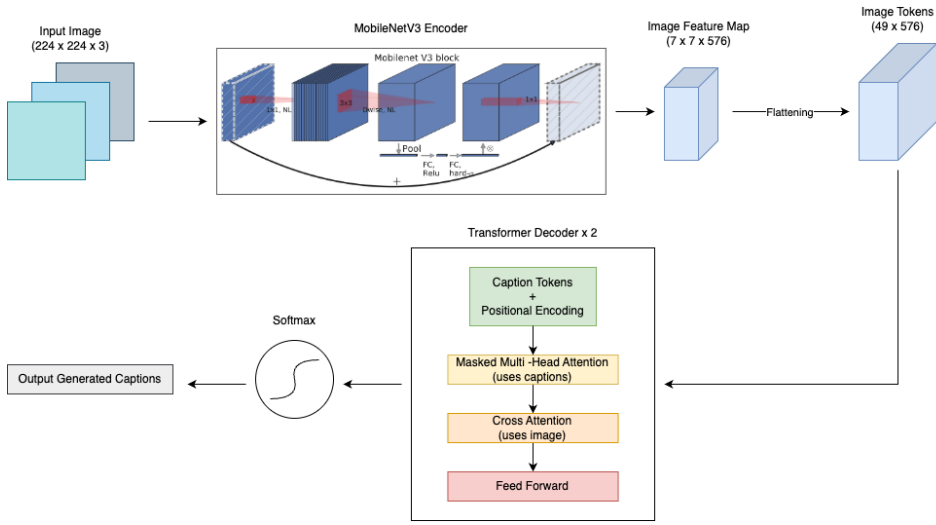 Input Image
(224 x 224 x 3)
MobileNetV3 Encoder
Mobilenet V3 block
1x1, NL
3x3
Dwise, NL
1x1
Pool
FC,
Relu
FC,
hard-α
⊗
+
Image Feature Map
(7 x 7 x 576)
Flattening
Image Tokens
(49 x 576)
Transformer Decoder x 2
Caption Tokens
+
Positional Encoding
Masked Multi -Head Attention
(uses captions)
Cross Attention
(uses image)
Feed Forward
Softmax
Output Generated Captions